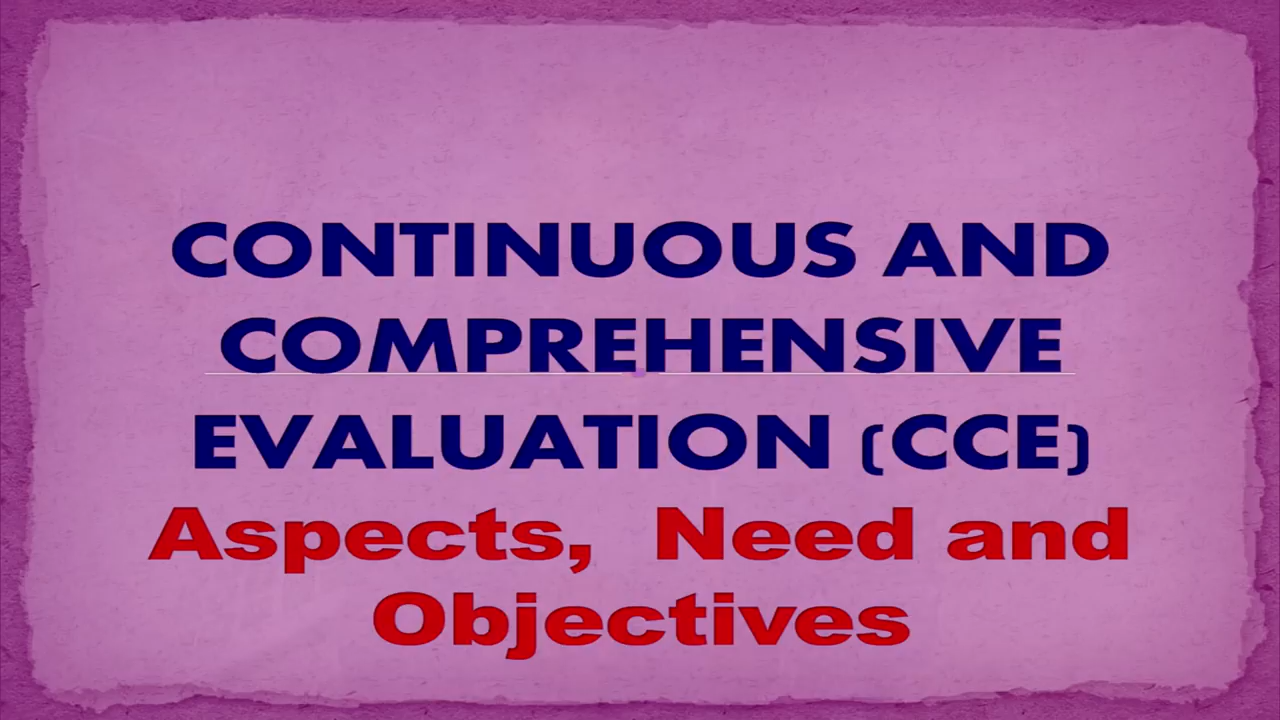 CONTINUOUS AND
COMPREHENSIVE
EVALUATION (CCE)
Aspects, Need and
Objectives